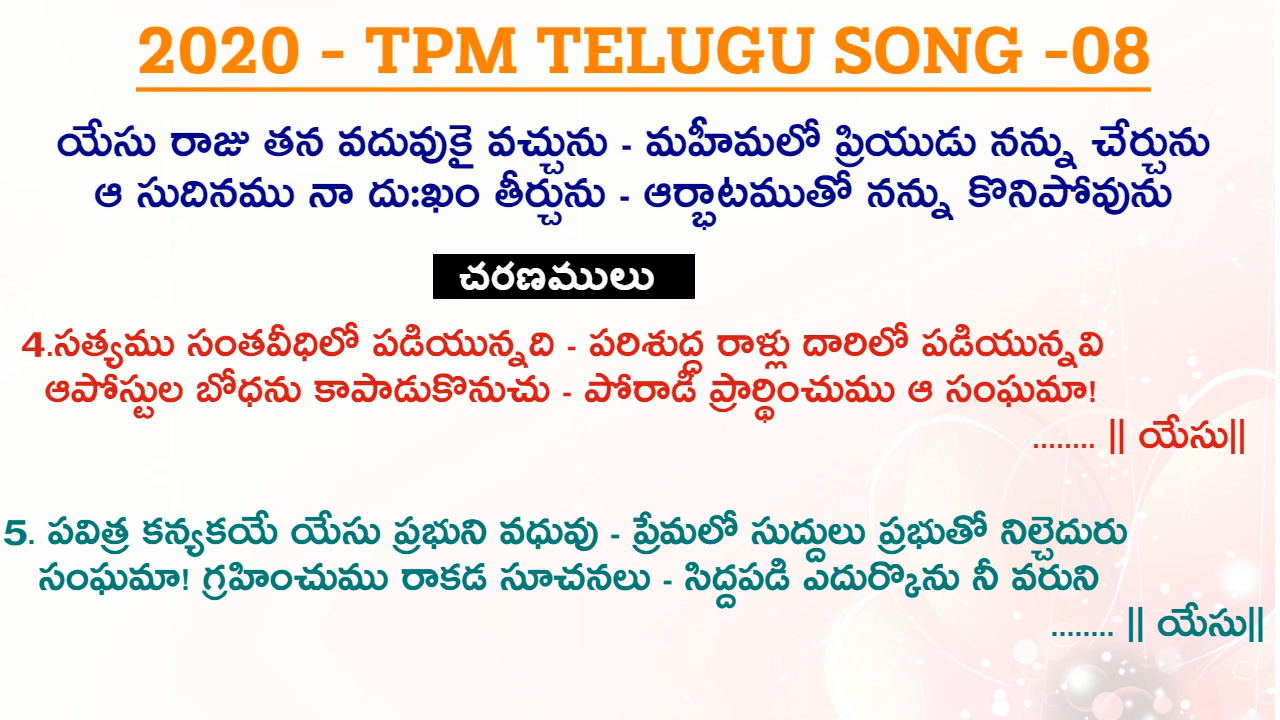 2020 - TPM TELUGU SONG -08
యేసు రాజు తన వదువుకై వచ్చును - మహీమలో ప్రియుడు నన్ను చేర్చును
ఆ సుదినము నా దు:ఖం తీర్చును - ఆర్భాటముతో నన్ను కొనిపోవును
చరణములు
4.సత్యము సంతవీధిలో పడియున్నది - పరిశుద్ధ రాళ్లు దారిలో పడియున్నవి
ఆపోస్టుల బోధను కాపాడుకొనుచు - పోరాడి ప్రార్థించుము ఆ సంఘమా!
........ || యేసు||
5. పవిత్ర కన్యకయే యేసు ప్రభుని వధువు - ప్రేమలో సుద్దులు ప్రభుతో నిల్చెదురు
సంఘమా! గ్రహించుము రాకడ సూచనలు - సిద్దపడి ఎదుర్కొను నీ వరుని
........ || యేసు||